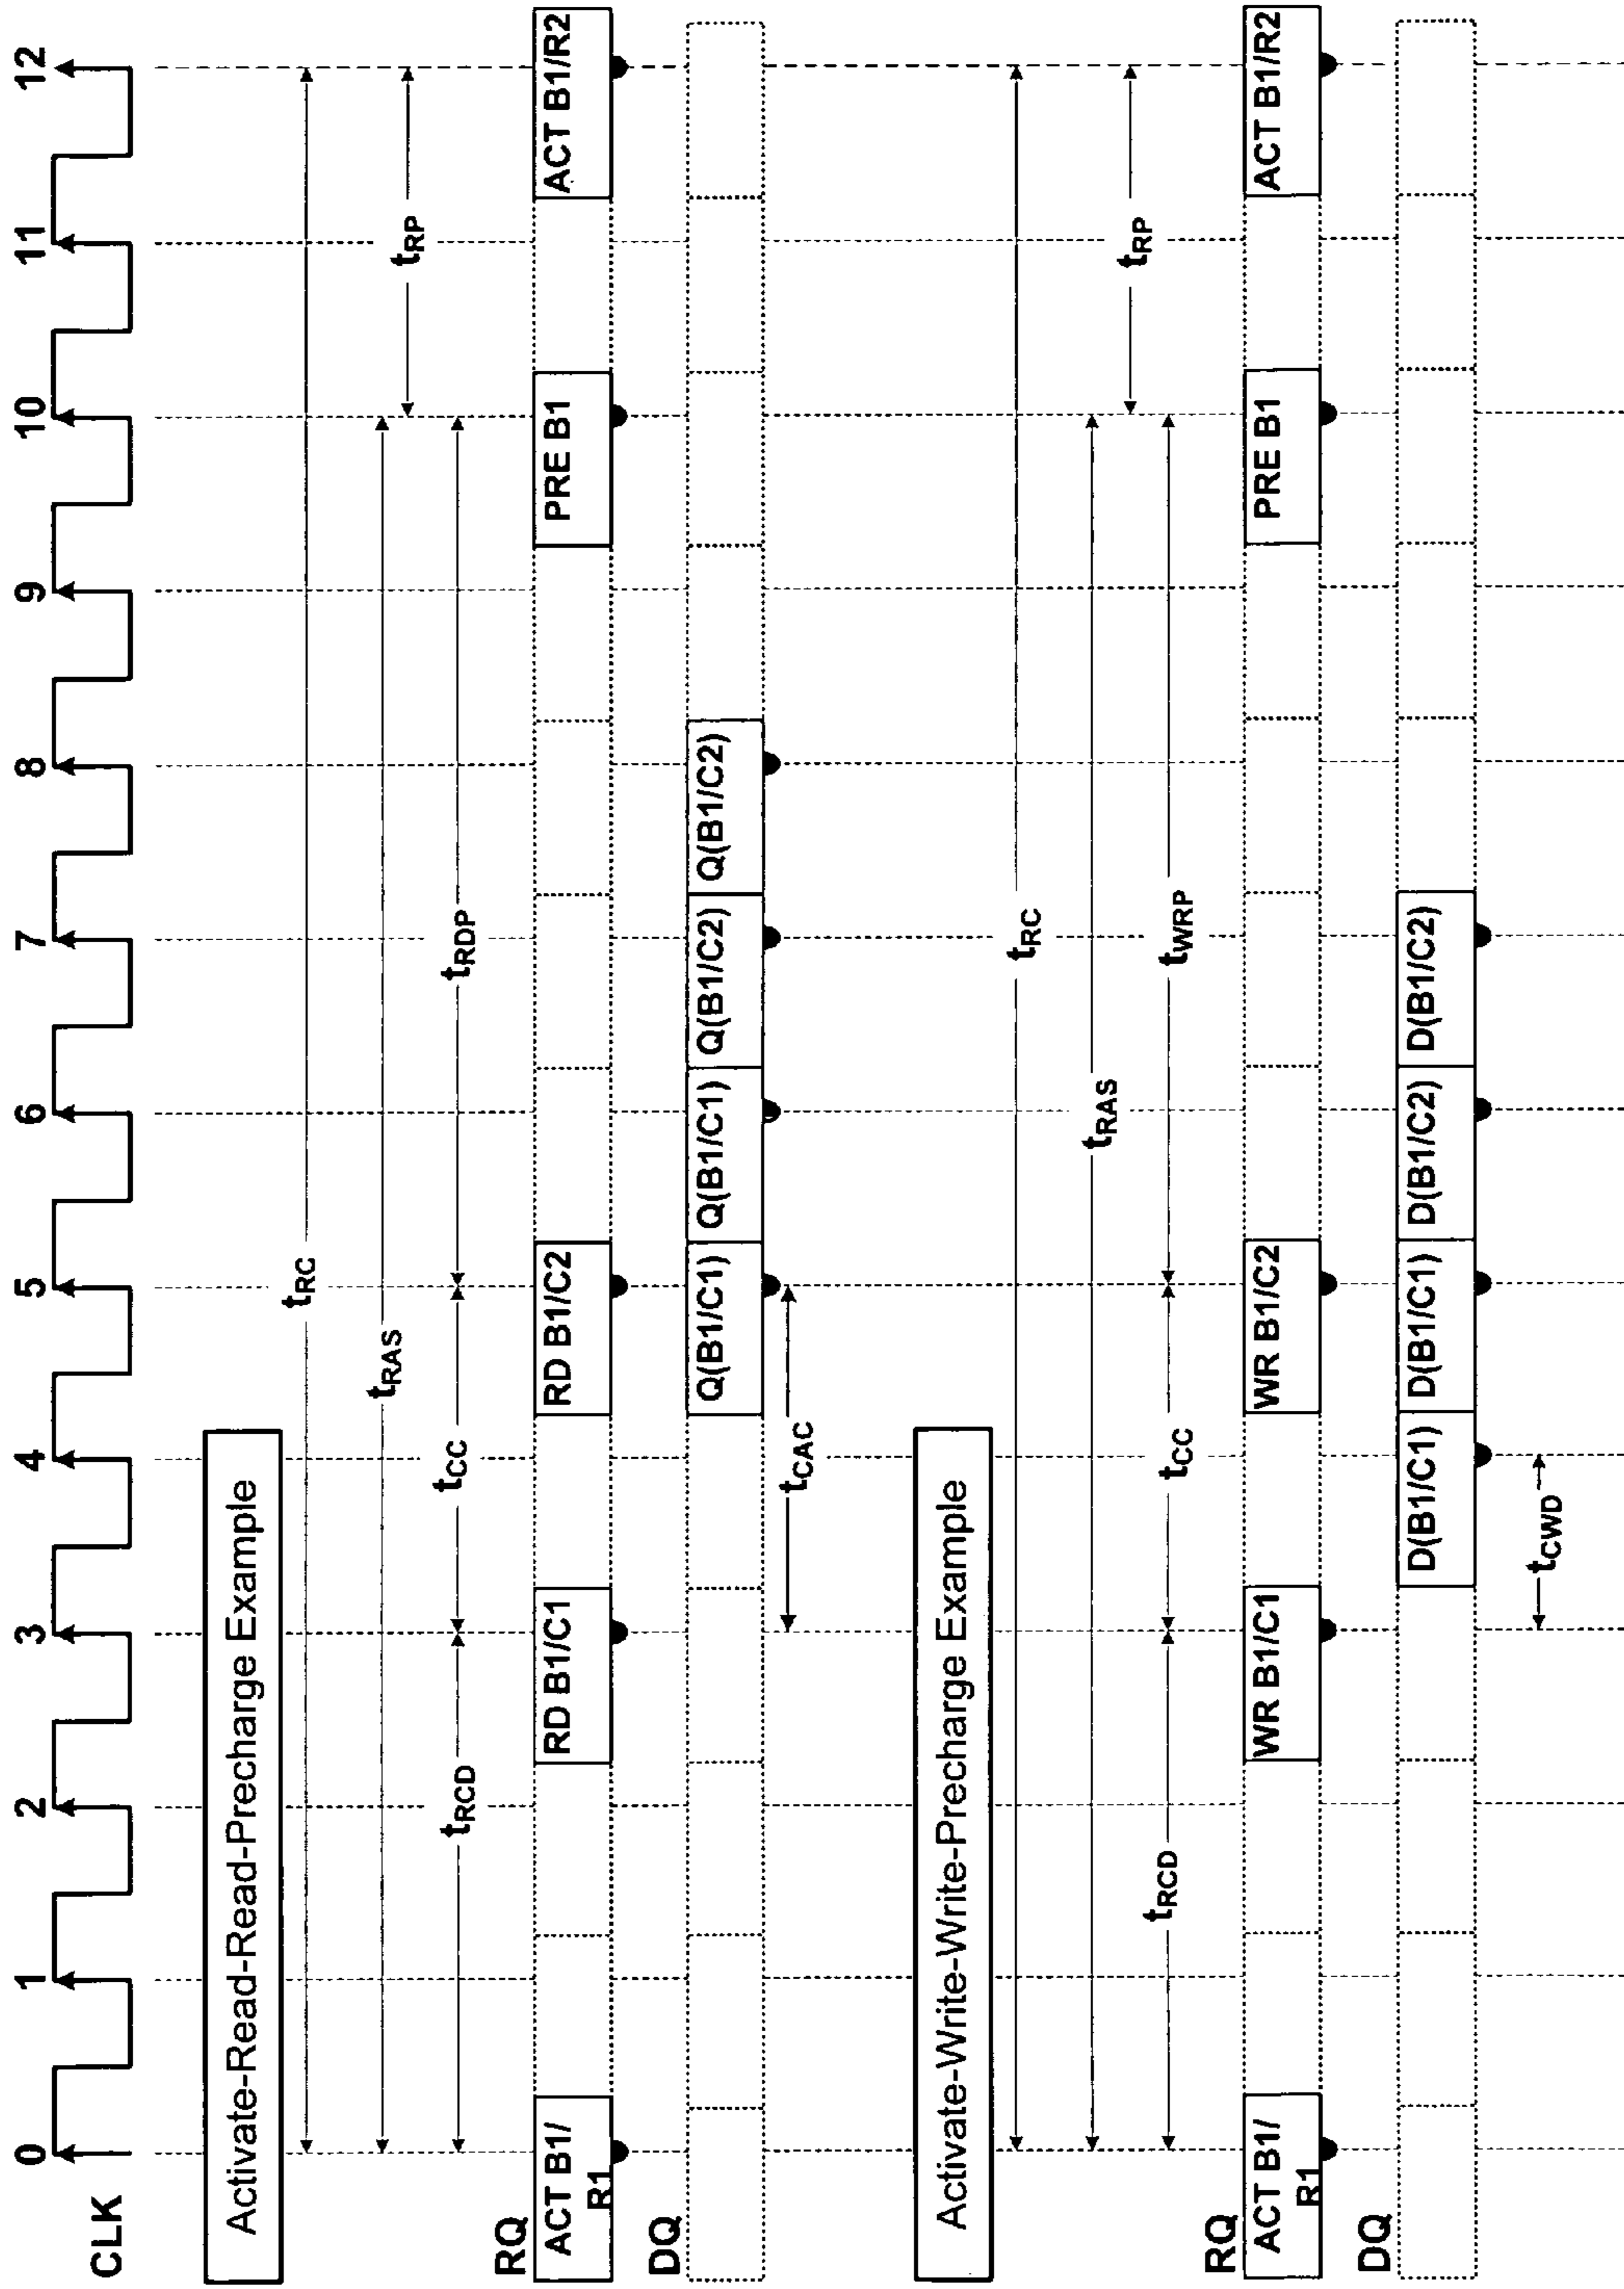 0 1 2 3 4 5 6 7 8 9 10 11 12
CLK
Activate-Read-Read-Precharge Example
tRC
tRAS
tRP
tRCD tCC tRDP
RQ
ACT B1/
R1
RD B1/C1 RD B1/C2 PRE B1 ACT B1/R2
DQ
Q(B1/C1) Q(B1/C1) Q(B1/C2) Q(B1/C2)
tCAC
Activate-Write-Write-Precharge Example
tRC
tRAS
tRP
tRCD tCC tWRP
RQ
ACT B1/
R1
WR B1/C1 WR B1/C2 PRE B1 ACT B1/R2
DQ
D(B1/C1) D(B1/C1) D(B1/C2) D(B1/C2)
tCWD